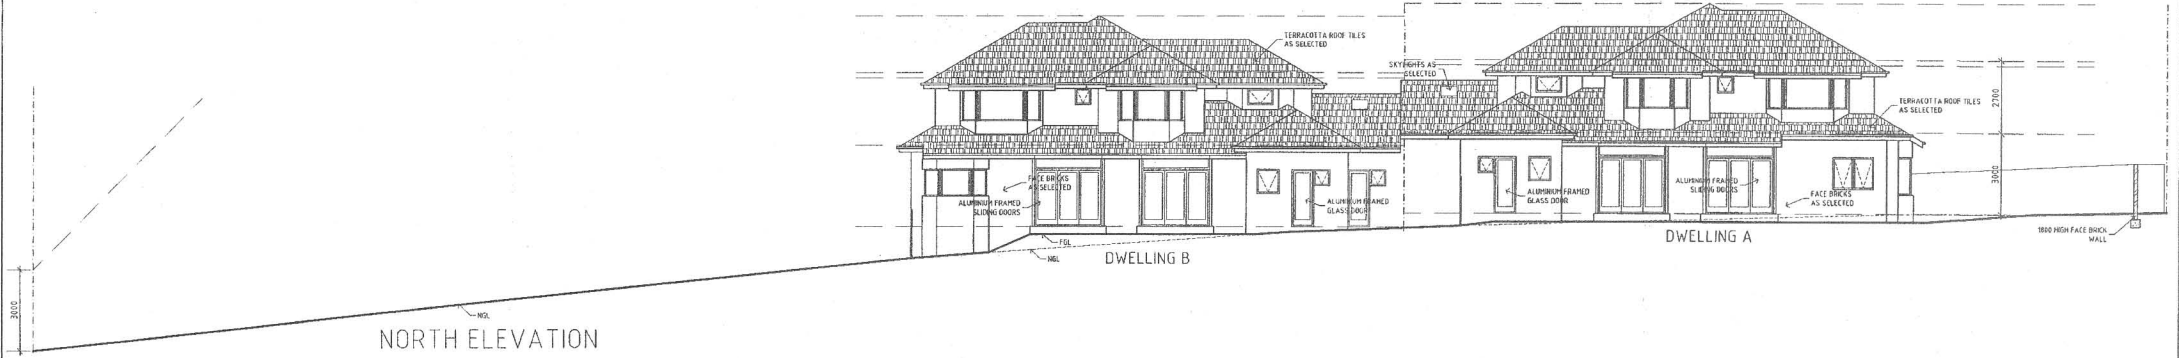 TERRACOTTA ROOF TILES
AS SELECTED
SKYLIGHTS AS
SELECTED
TERRACOTTA ROOF TILES
AS SELECTED
2700
3000
FACE BRICKS
AS SELECTED
ALUMINIUM FRAMED
SLIDING DOORS
ALUMINIUM FRAMED
GLASS DOOR
ALUMINIUM FRAMED
GLASS DOOR
ALUMINIUM FRAMED
SLIDING DOORS
FACE BRICKS
AS SELECTED
1800 HIGH FACE BRICK
WALL
FGL
NGL
DWELLING B
DWELLING A
3000
NGL
NORTH ELEVATION